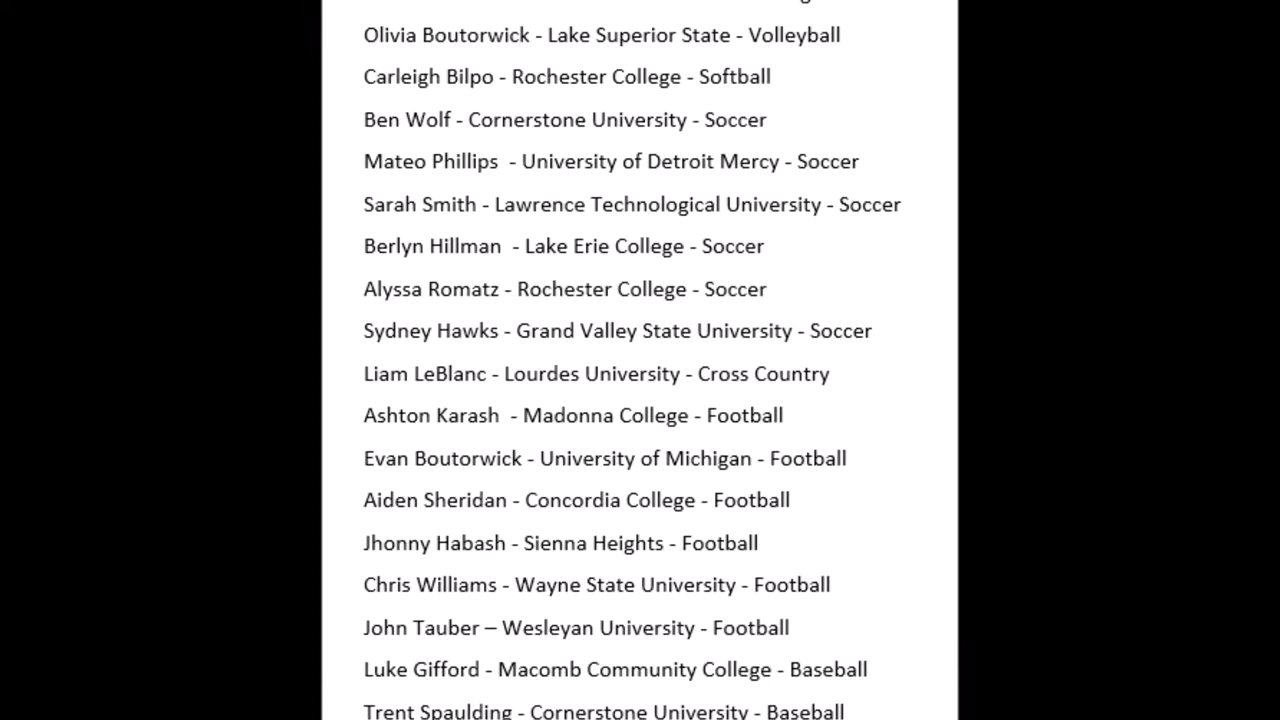 Olivia Boutorwick - Lake Superior State - Volleyball
Carleigh Bilpo - Rochester College - Softball
Ben Wolf - Cornerstone University - Soccer
Mateo Phillips  - University of Detroit Mercy - Soccer
Sarah Smith - Lawrence Technological University - Soccer
Berlyn Hillman  - Lake Erie College - Soccer
Alyssa Romatz - Rochester College - Soccer
Sydney Hawks - Grand Valley State University - Soccer
Liam LeBlanc - Lourdes University - Cross Country
Ashton Karash  - Madonna College - Football
Evan Boutorwick - University of Michigan - Football
Aiden Sheridan - Concordia College - Football
Jhonny Habash - Sienna Heights - Football
Chris Williams - Wayne State University - Football
John Tauber – Wesleyan University - Football
Luke Gifford - Macomb Community College - Baseball
Trent Spaulding - Cornerstone University - Baseball